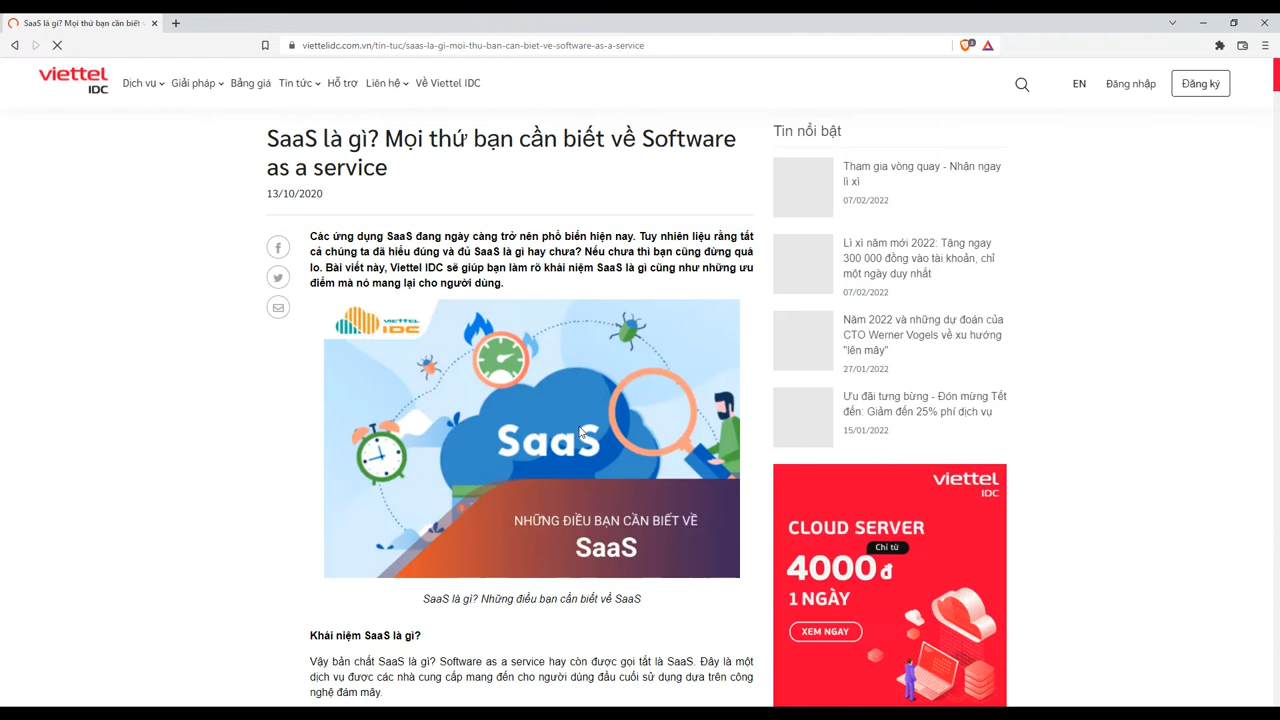 SaaS là gì? Mọi thứ bạn cần biết v
viettelidc.com.vn/tin-tuc/saas-la-gi-moi-thu-ban-can-biet-ve-software-as-a-service
viettel
IDC
Dịch vụ Giải pháp Bảng giá Tin tức Hỗ trợ Liên hệ Về Viettel IDC
EN Đăng nhập Đăng ký
SaaS là gì? Mọi thứ bạn cần biết về Software
as a service
13/10/2020
Các ứng dụng SaaS đang ngày càng trở nên phổ biến hiện nay. Tuy nhiên liệu rằng tất
cả chúng ta đã hiểu đúng và đủ SaaS là gì hay chưa? Nếu chưa thì bạn cũng đừng quá
lo. Bài viết này, Viettel IDC sẽ giúp bạn làm rõ khái niệm SaaS là gì cũng như những ưu
điểm mà nó mang lại cho người dùng.
VIETTEL
IDC
SaaS
NHỮNG ĐIỀU BẠN CẦN BIẾT VỀ
SaaS
SaaS là gì? Những điều bạn cần biết về SaaS
Khái niệm SaaS là gì?
Vậy bản chất SaaS là gì? Software as a service hay còn được gọi tắt là SaaS. Đây là một
dịch vụ được các nhà cung cấp mang đến cho người dùng đầu cuối sử dụng dựa trên công
nghệ đám mây.
Tin nổi bật
Tham gia vòng quay - Nhận ngay
lì xì
07/02/2022
Lì xì năm mới 2022: Tặng ngay
300 000 đồng vào tài khoản, chỉ
một ngày duy nhất
07/02/2022
Năm 2022 và những dự đoán của
CTO Werner Vogels về xu hướng
"lên mây"
27/01/2022
Ưu đãi tưng bừng - Đón mừng Tết
đến: Giảm đến 25% phí dịch vụ
15/01/2022
viettel
IDC
CLOUD SERVER
Chỉ từ
4000 đ
1 NGÀY
XEM NGAY